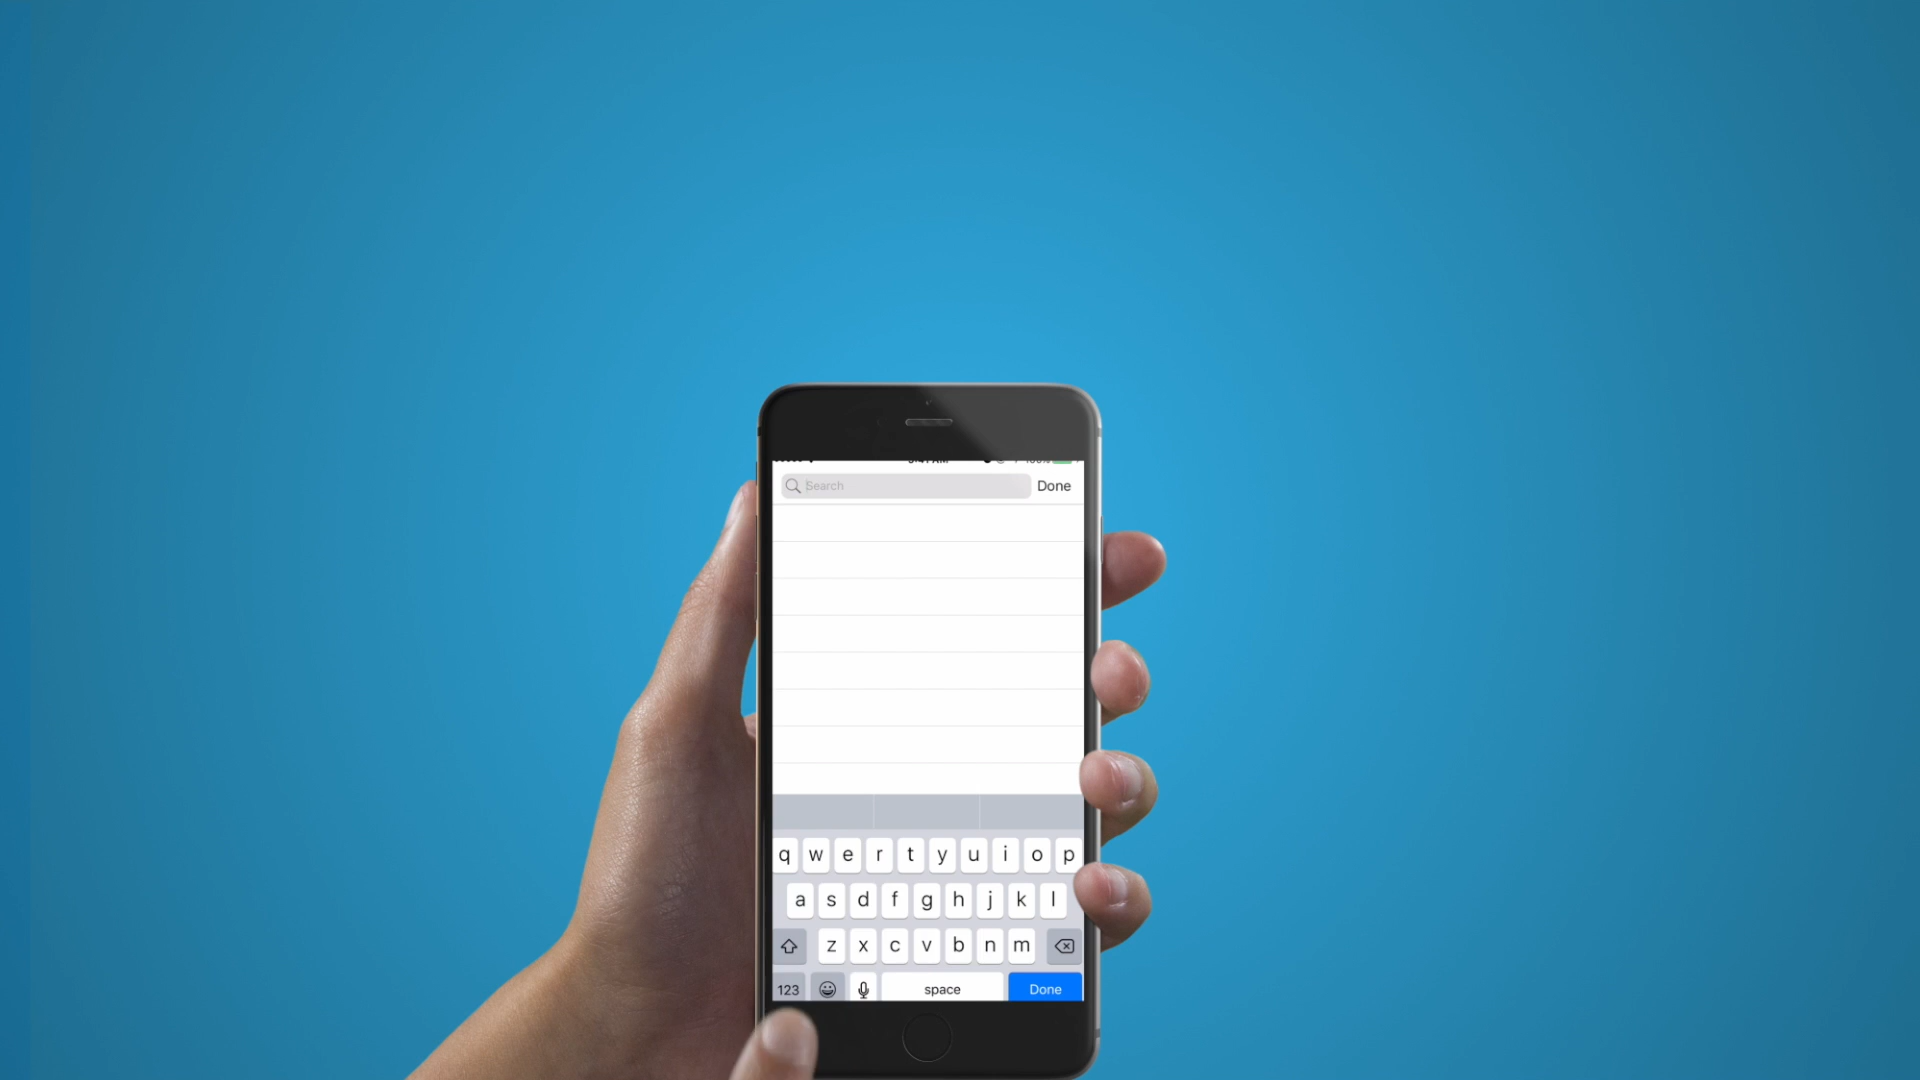 Search Done
q w e r t y u i o p
a s d f g h j k l
z x c v b n m
123 space Done